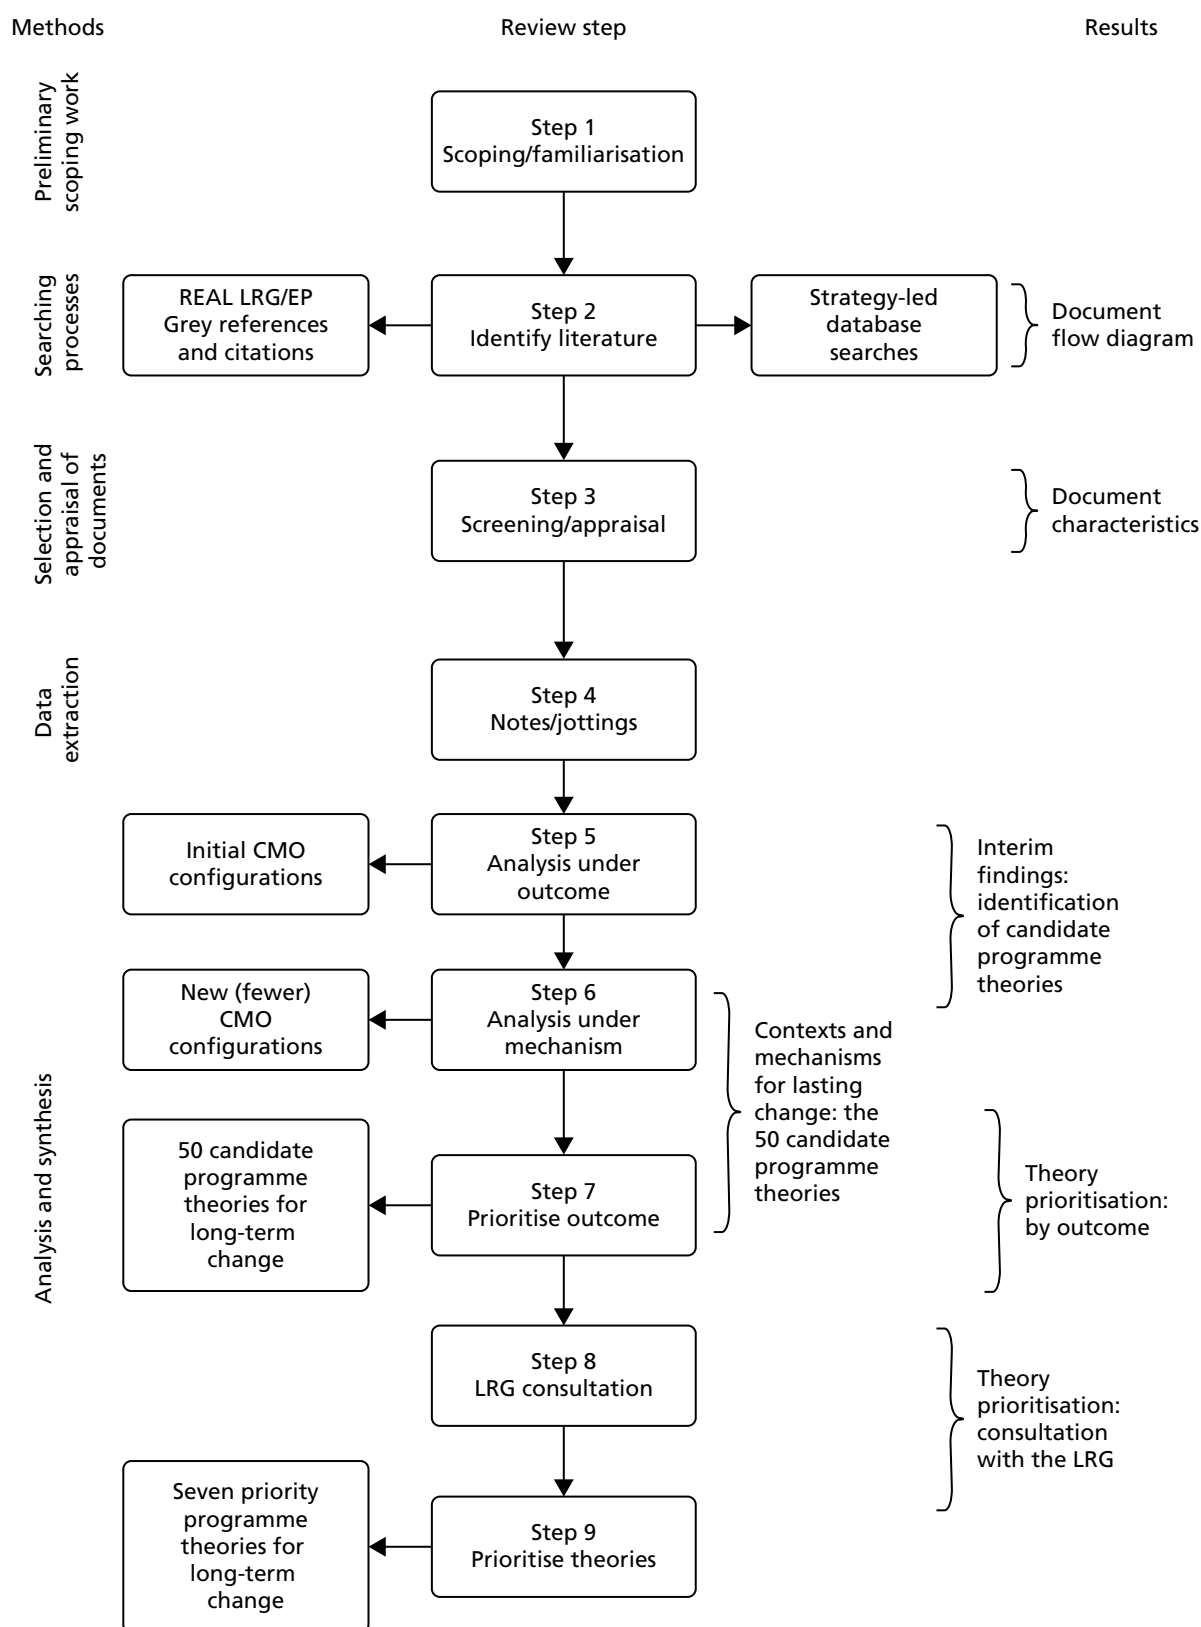 Methods
Review step
Results
Preliminary
scoping work
Step 1
Scoping/familiarisation
Searching
processes
REAL LRG/EP
Grey references
and citations
Step 2
Identify literature
Strategy-led
database
searches
Document
flow diagram
Selection and
appraisal of
documents
Step 3
Screening/appraisal
Document
characteristics
Data
extraction
Step 4
Notes/jottings
Analysis and synthesis
Initial CMO
configurations
Step 5
Analysis under
outcome
Interim
findings:
identification
of candidate
programme
theories
New (fewer)
CMO
configurations
Step 6
Analysis under
mechanism
Contexts and
mechanisms
for lasting
change: the
50 candidate
programme
theories
50 candidate
programme
theories for
long-term
change
Step 7
Prioritise outcome
Theory
prioritisation:
by outcome
Step 8
LRG consultation
Theory
prioritisation:
consultation
with the LRG
Seven priority
programme
theories for
long-term
change
Step 9
Prioritise theories